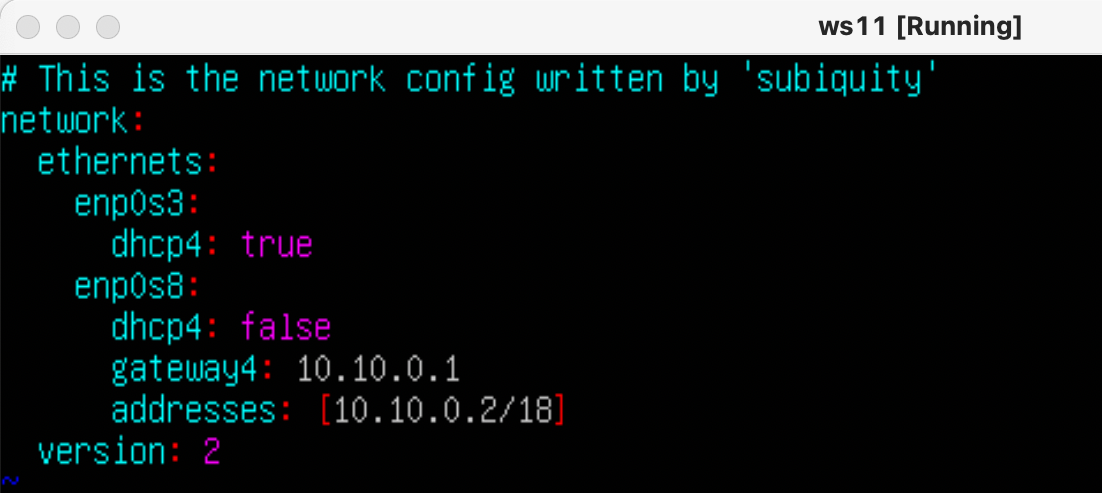 ws11 [Running]
# This is the network config written by 'subiquity'
network:
  ethernets:
    enp0s3:
      dhcp4: true
    enp0s8:
      dhcp4: false
      gateway4: 10.10.0.1
      addresses: [10.10.0.2/18]
  version: 2
~